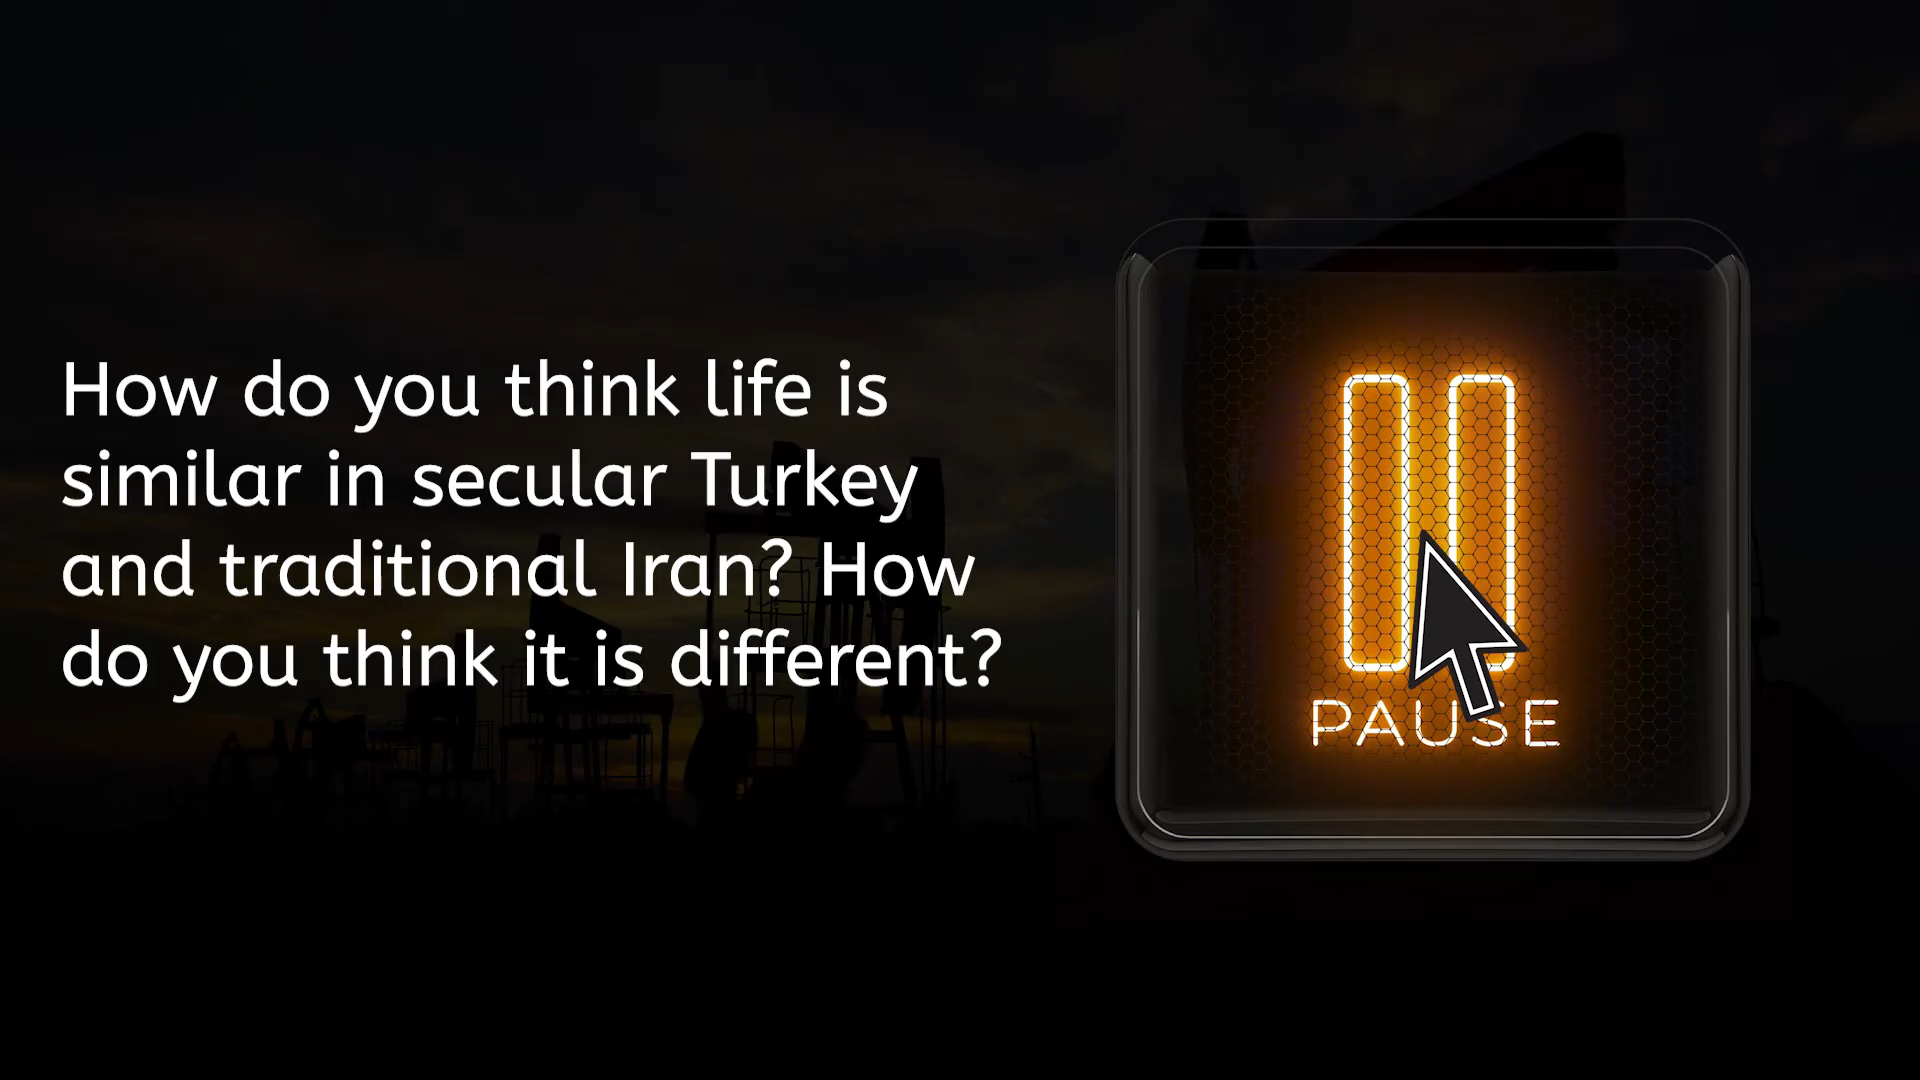 How do you think life is
similar in secular Turkey
and traditional Iran? How
do you think it is different?
PAUSE